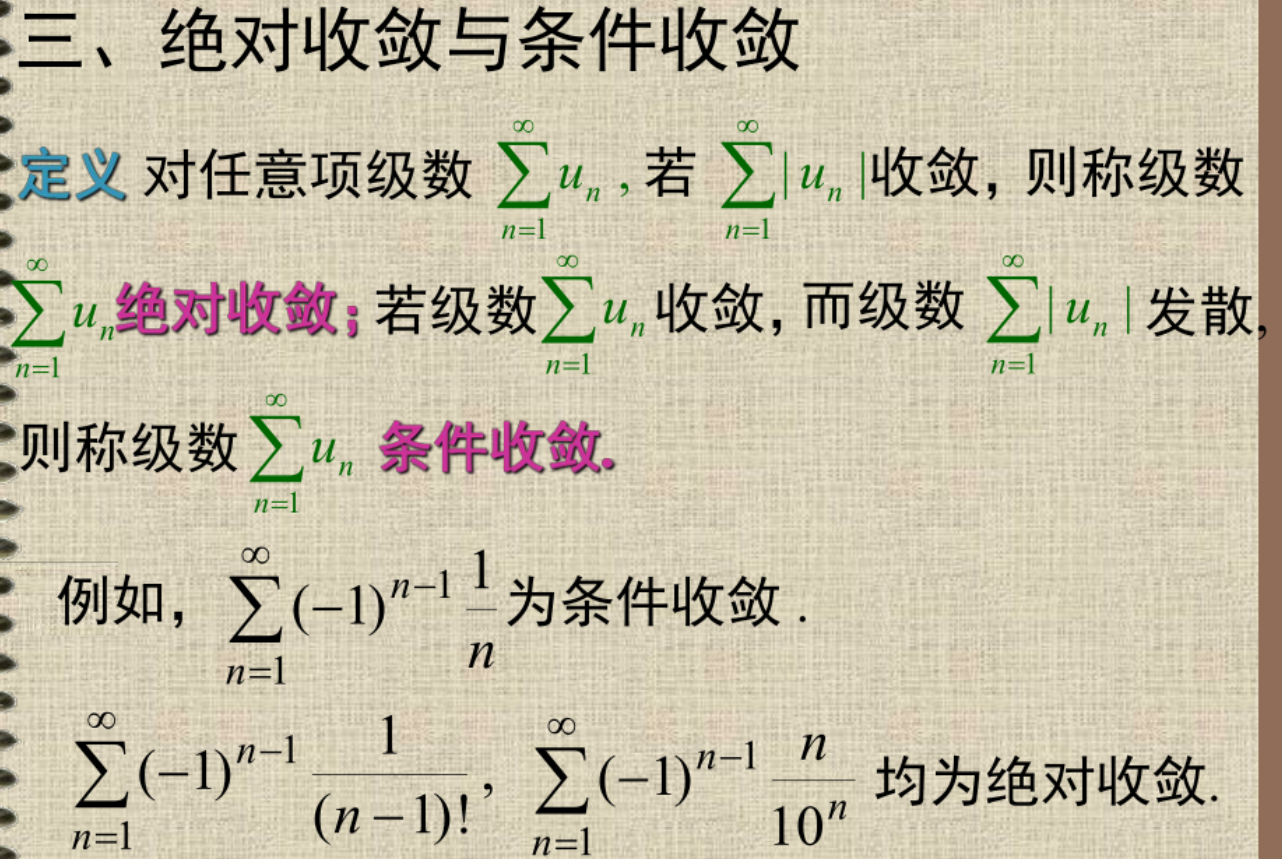 三、绝对收敛与条件收敛
定义 对任意项级数 $\sum_{n=1}^{\infty} u_n$ , 若 $\sum_{n=1}^{\infty} | u_n |$ 收敛, 则称级数
$\sum_{n=1}^{\infty} u_n$ 绝对收敛; 若级数 $\sum_{n=1}^{\infty} u_n$ 收敛, 而级数 $\sum_{n=1}^{\infty} | u_n |$ 发散,
则称级数 $\sum_{n=1}^{\infty} u_n$ 条件收敛.
例如, $\sum_{n=1}^{\infty} (-1)^{n-1} \frac{1}{n}$ 为条件收敛 .
$\sum_{n=1}^{\infty} (-1)^{n-1} \frac{1}{(n-1)!}$ , $\sum_{n=1}^{\infty} (-1)^{n-1} \frac{n}{10^n}$ 均为绝对收敛.